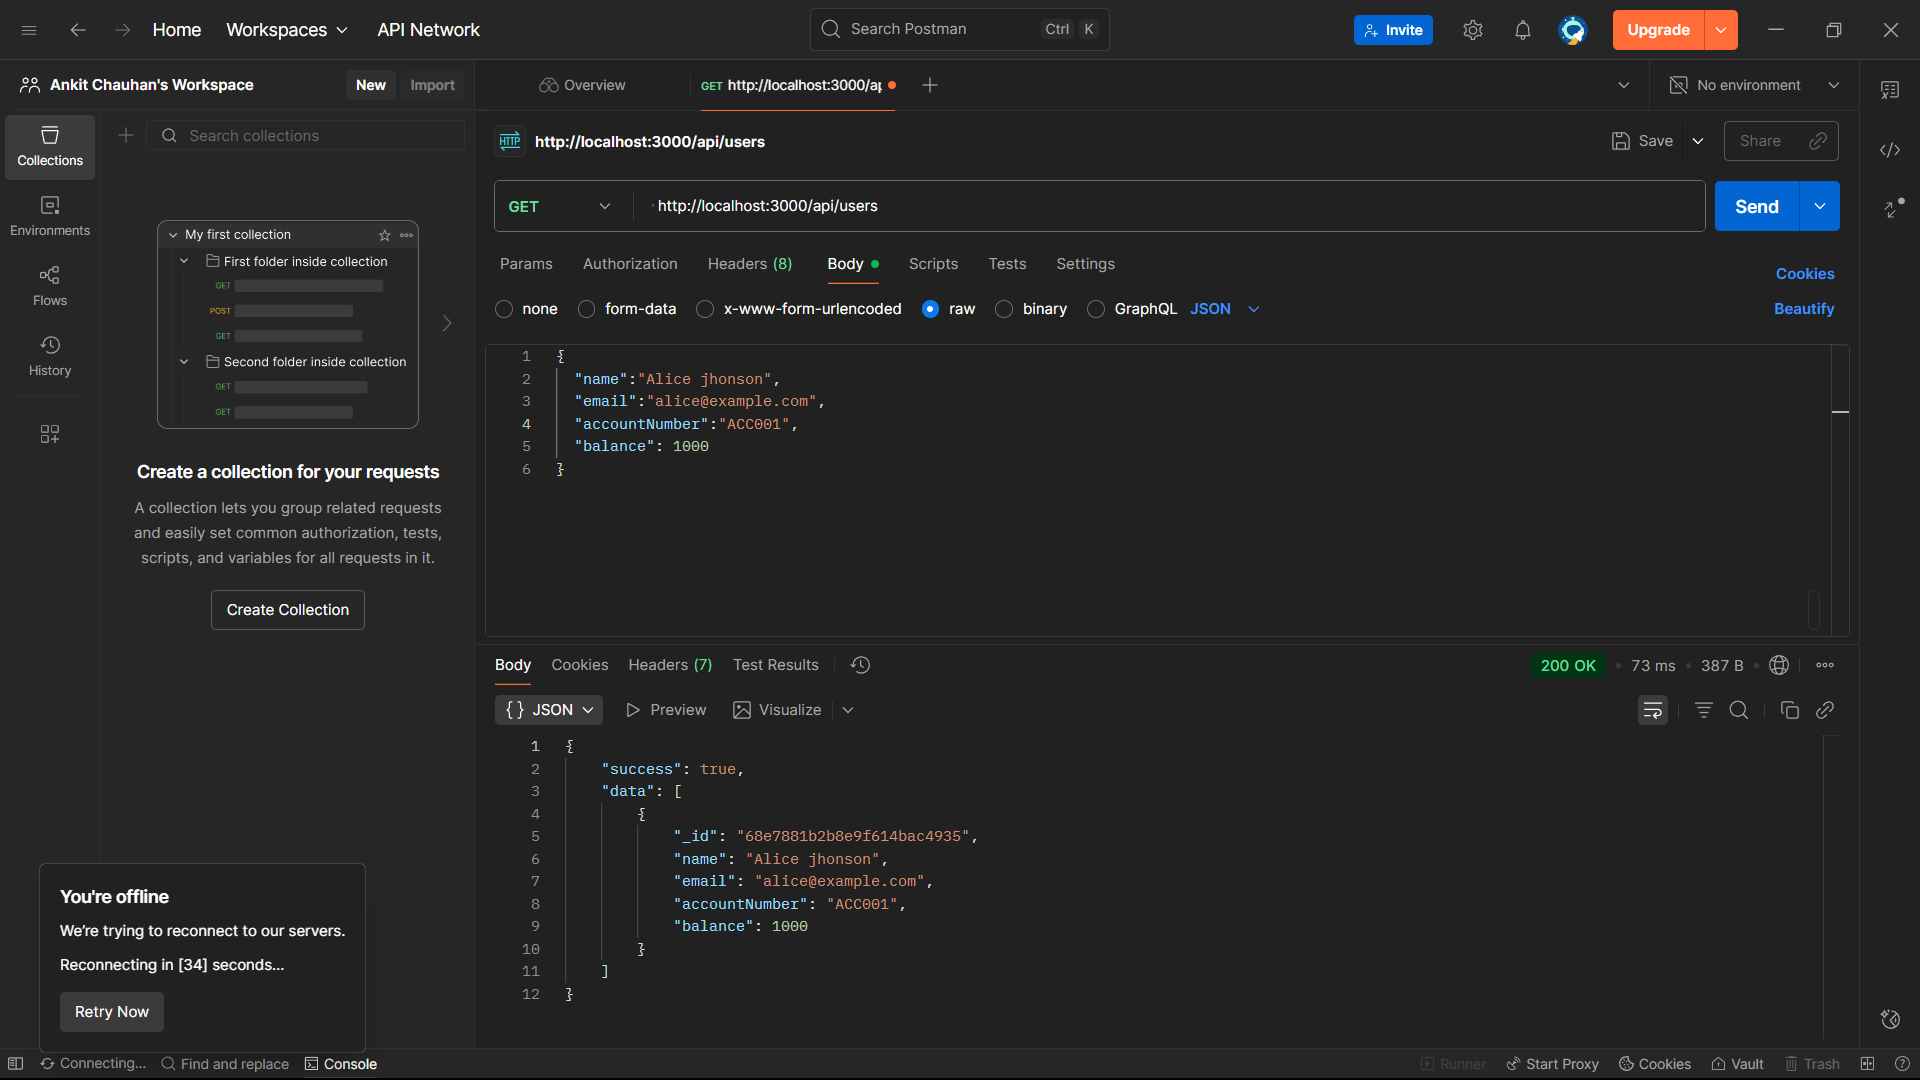 Home
Workspaces
API Network
Search Postman
Ctrl K
Invite
Upgrade
Ankit Chauhan's Workspace
New
Import
Overview
GET http://localhost:3000/ap
No environment
Collections
Environments
Flows
History
Search collections
My first collection
First folder inside collection
GET
POST
GET
Second folder inside collection
GET
GET
Create a collection for your requests
A collection lets you group related requests
and easily set common authorization, tests,
scripts, and variables for all requests in it.
Create Collection
HTTP http://localhost:3000/api/users
Save
Share
GET
http://localhost:3000/api/users
Send
Params
Authorization
Headers (8)
Body
Scripts
Tests
Settings
Cookies
none
form-data
x-www-form-urlencoded
raw
binary
GraphQL
JSON
Beautify
1 {
2 "name":"Alice jhonson",
3 "email":"alice@example.com",
4 "accountNumber":"ACC001",
5 "balance": 1000
6 }
Body
Cookies
Headers (7)
Test Results
200 OK
73 ms
387 B
{} JSON
Preview
Visualize
1 {
2 "success": true,
3 "data": [
4 {
5 "_id": "68e7881b2b8e9f614bac4935",
6 "name": "Alice jhonson",
7 "email": "alice@example.com",
8 "accountNumber": "ACC001",
9 "balance": 1000
10 }
11 ]
12 }
You're offline
We're trying to reconnect to our servers.
Reconnecting in [34] seconds...
Retry Now
Connecting...
Find and replace
Console
Runner
Start Proxy
Cookies
Vault
Trash